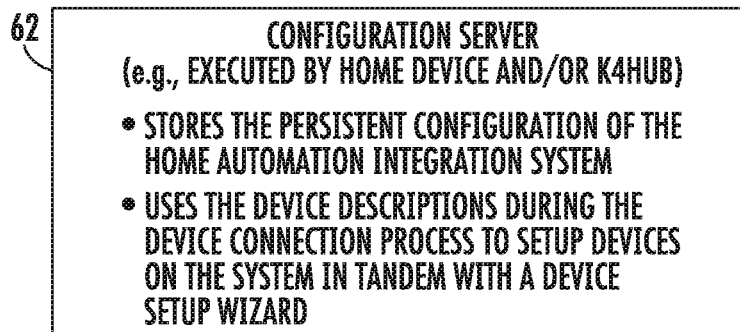 62
CONFIGURATION SERVER
(e.g., EXECUTED BY HOME DEVICE AND/OR K4HUB)
• STORES THE PERSISTENT CONFIGURATION OF THE
HOME AUTOMATION INTEGRATION SYSTEM
• USES THE DEVICE DESCRIPTIONS DURING THE
DEVICE CONNECTION PROCESS TO SETUP DEVICES
ON THE SYSTEM IN TANDEM WITH A DEVICE
SETUP WIZARD